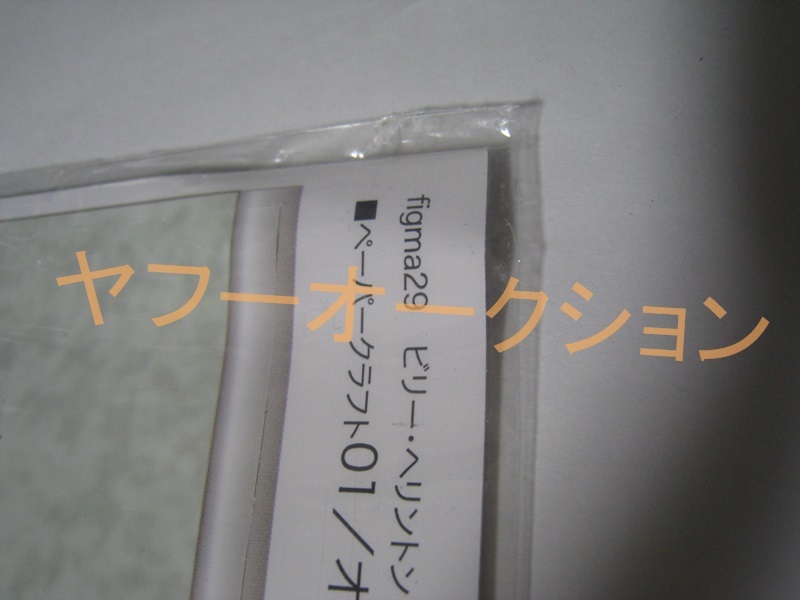 figma29 ビリー・ヘリントン
■ペーパークラフト01／オ
ヤフーオークション